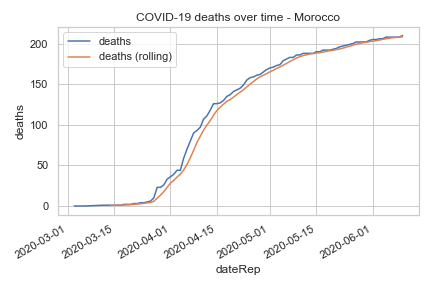 COVID-19 deaths over time - Morocco
deaths
deaths (rolling)
200
150
100
50
0
deaths
2020-03-01
2020-03-15
2020-04-01
2020-04-15
2020-05-01
2020-05-15
2020-06-01
dateRep